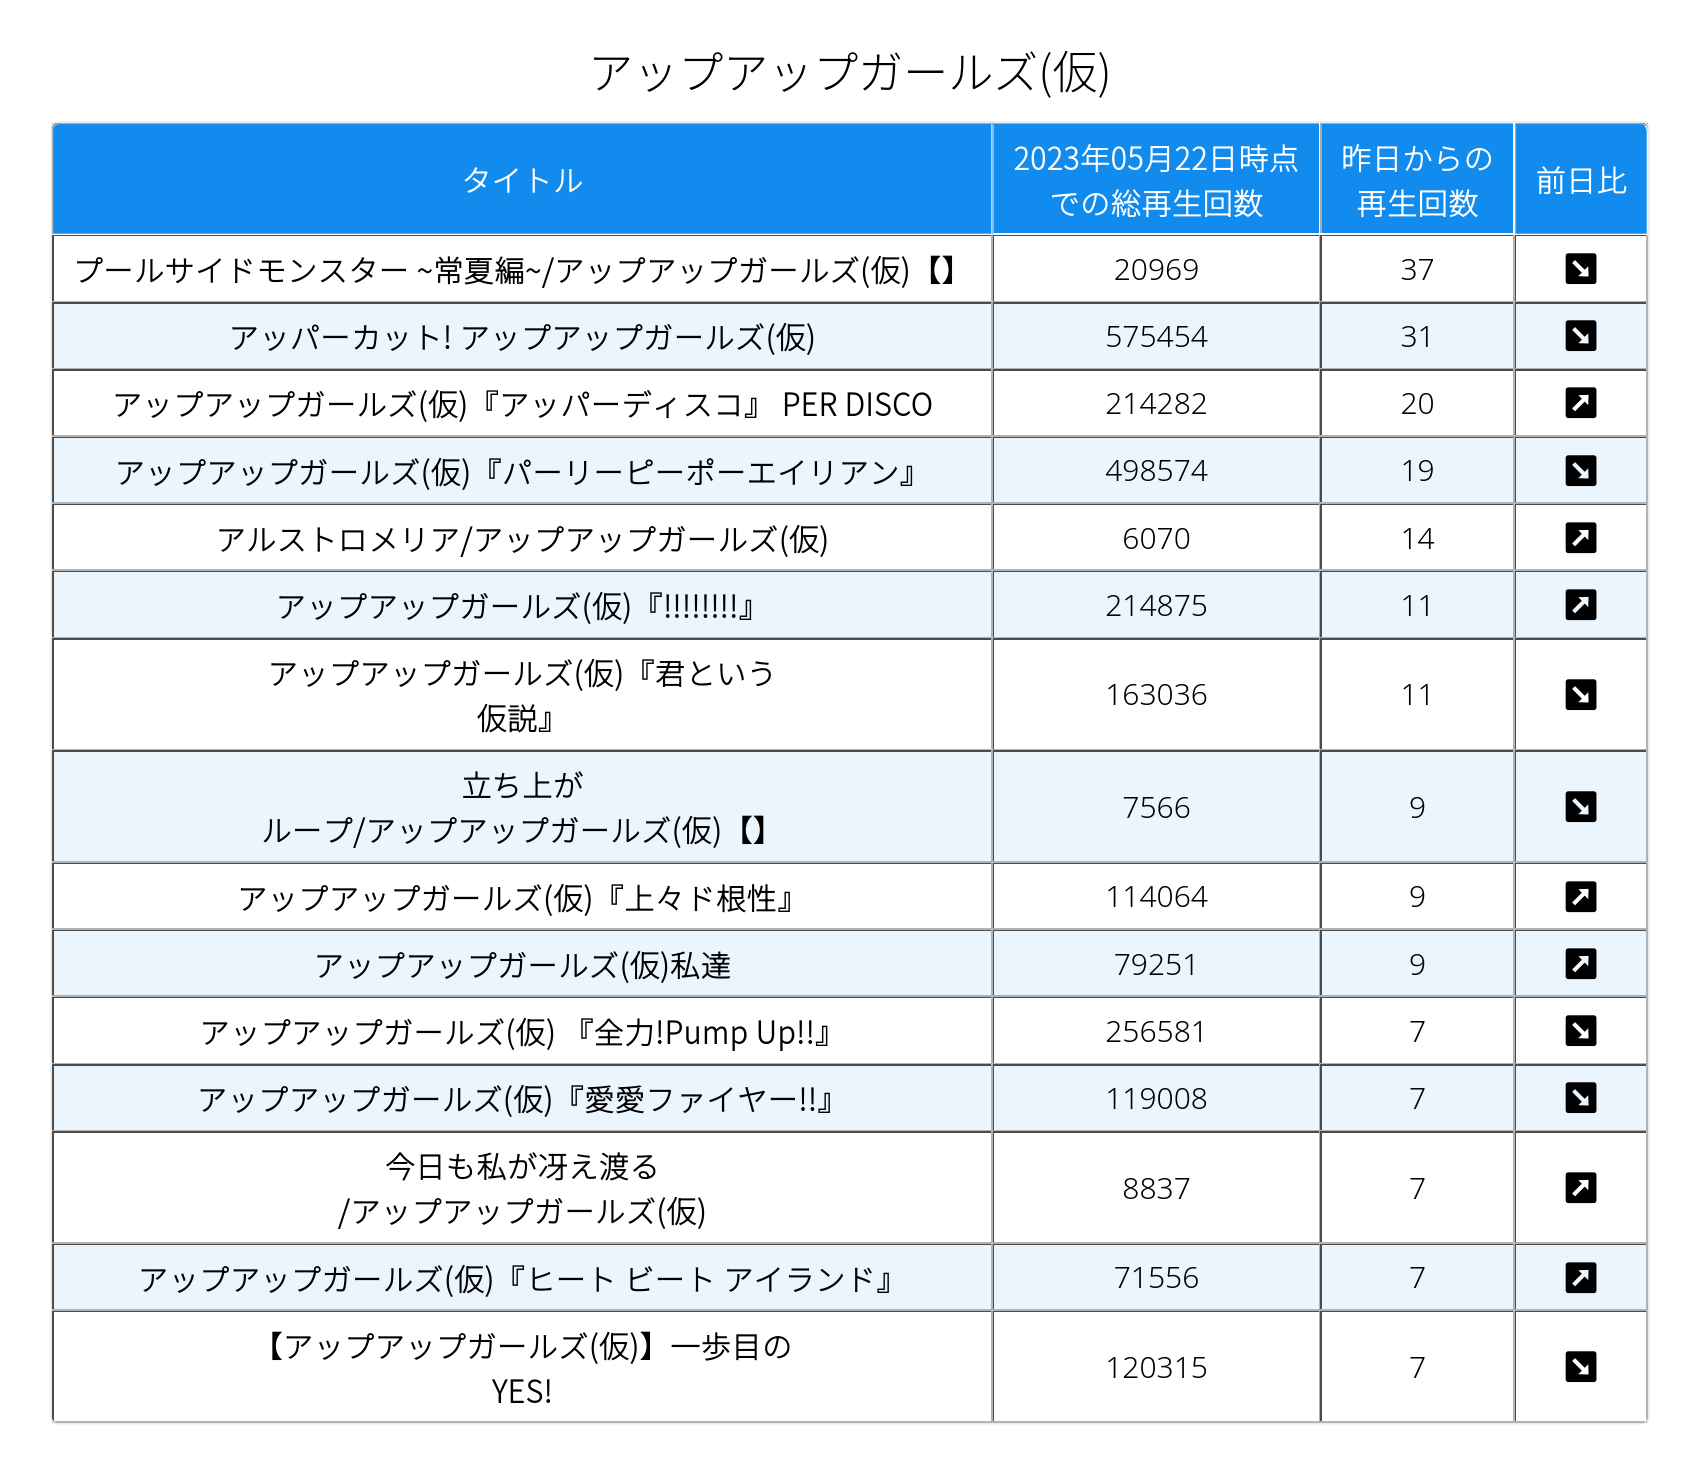 アップアップガールズ(仮)
タイトル
2023年05月22日時点
での総再生回数
昨日からの
再生回数
前日比
プールサイドモンスター ~常夏編~/アップアップガールズ(仮)【】
20969
37
アッパーカット! アップアップガールズ(仮)
575454
31
アップアップガールズ(仮)『アッパーディスコ』 PER DISCO
214282
20
アップアップガールズ(仮)『パーリーピーポーエイリアン』
498574
19
アルストロメリア/アップアップガールズ(仮)
6070
14
アップアップガールズ(仮)『!!!!!!!!』
214875
11
アップアップガールズ(仮)『君という
仮説』
163036
11
立ち上が
ループ/アップアップガールズ(仮)【】
7566
9
アップアップガールズ(仮)『上々ド根性』
114064
9
アップアップガールズ(仮)私達
79251
9
アップアップガールズ(仮) 『全力!Pump Up!!』
256581
7
アップアップガールズ(仮)『愛愛ファイヤー!!』
119008
7
今日も私が冴え渡る
/アップアップガールズ(仮)
8837
7
アップアップガールズ(仮)『ヒート ビート アイランド』
71556
7
【アップアップガールズ(仮)】一歩目の
YES!
120315
7